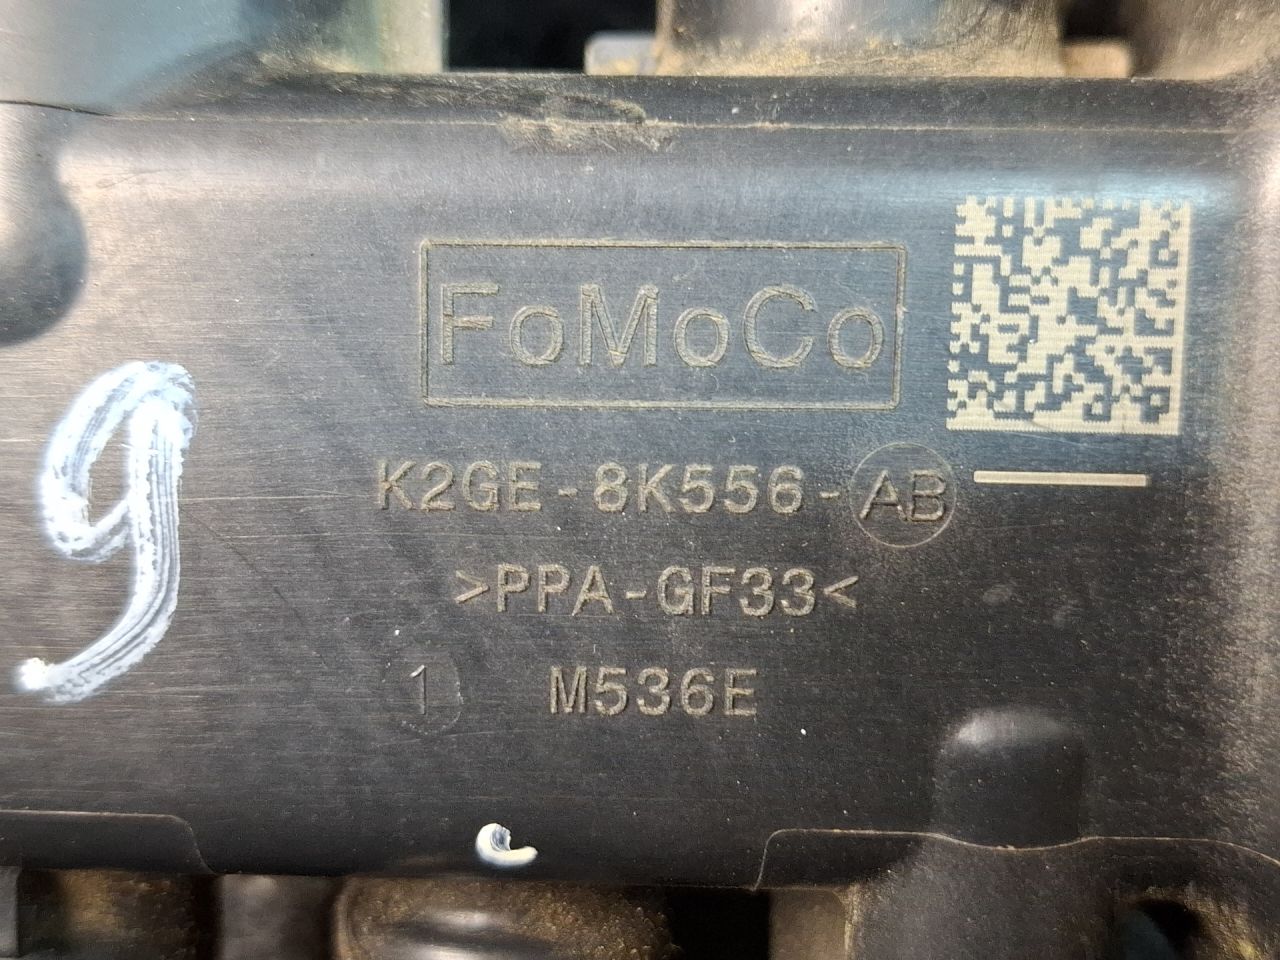 FoMoCo
K2GE-8K556-AB
>PPA-GF33<
1 M536E
9